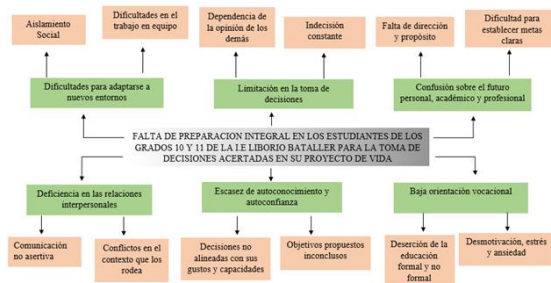 Aislamiento
Social
Dificultades en el
trabajo en equipo
Dependencia de
la opinión de los
demás
Indecisión
constante
Falta de dirección
y propósito
Dificultad para
establecer metas
claras
Dificultades para adaptarse a
nuevos entornos
Limitación en la toma de
decisiones
Confusión sobre el futuro
personal, académico y profesional
FALTA DE PREPARACION INTEGRAL EN LOS ESTUDIANTES DE LOS
GRADOS 10 Y 11 DE LA I E LIBORIO BATALLER PARA LA TOMA DE
DECISIONES ACERTADAS EN SU PROYECTO DE VIDA
Deficiencia en las relaciones
interpersonales
Escasez de autoconocimiento y
autoconfianza
Baja orientación vocacional
Comunicación
no asertiva
Conflictos en el
contexto que los
rodea
Decisiones no
alineadas con sus
gustos y capacidades
Objetivos propuestos
inconclusos
Deserción de la
educación
formal y no
formal
Desmotivación, estrés y
ansiedad